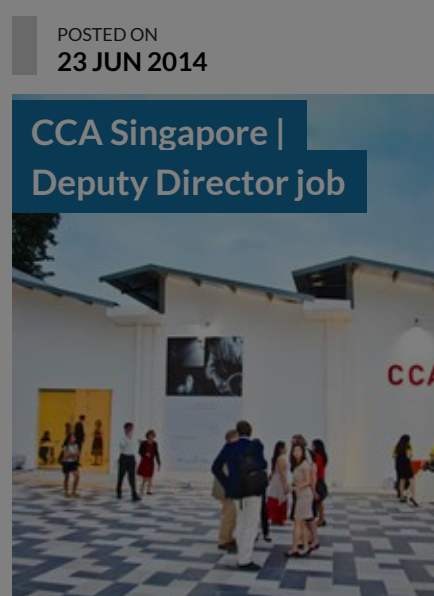 POSTED ON
23 JUN 2014
CCA Singapore |
Deputy Director job
CCA